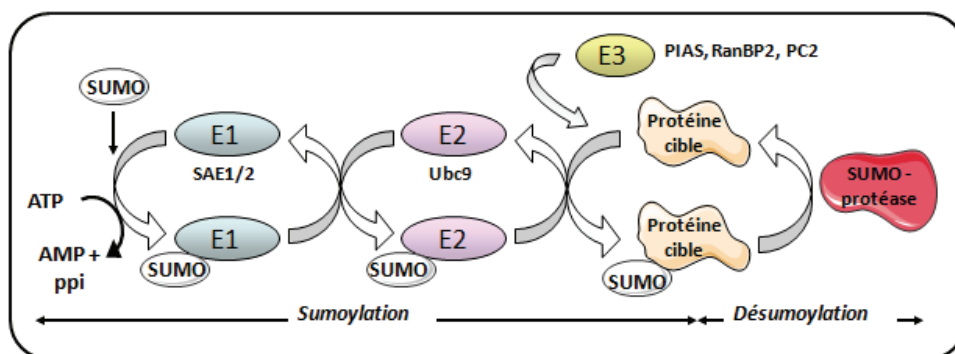 E3
PIAS, RanBP2, PC2
SUMO
E1
E2
Protéine
cible
SAE1/2
Ubc9
SUMO -
protéase
ATP
AMP +
ppi
E1
SUMO
E2
SUMO
Protéine
cible
SUMO
Sumoylation
Désumoylation